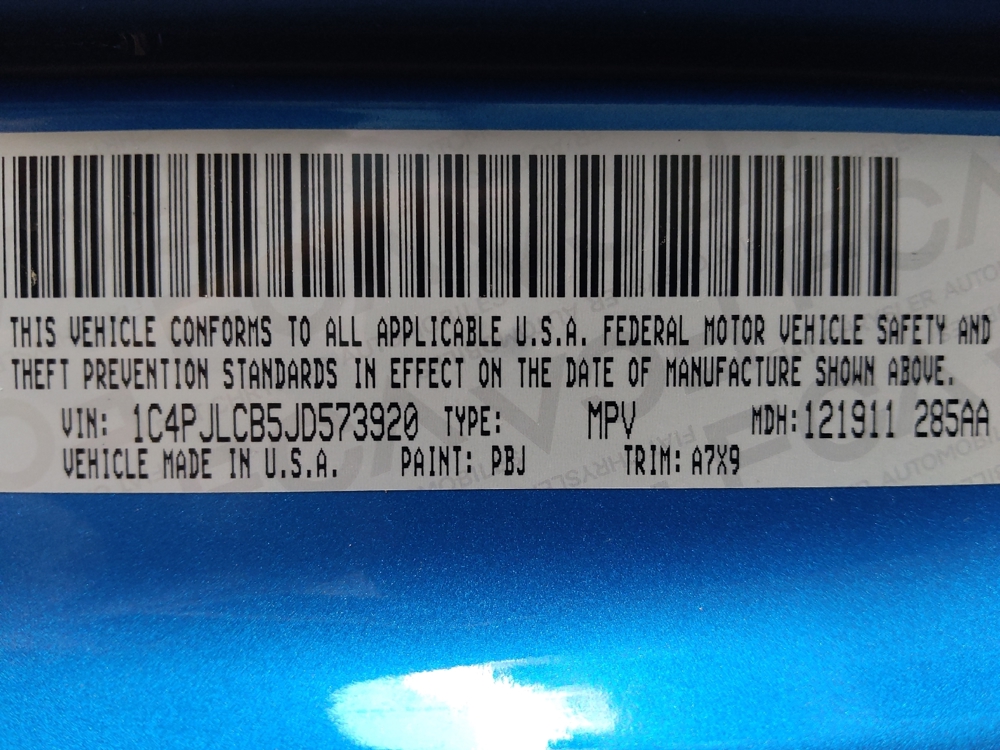 THIS VEHICLE CONFORMS TO ALL APPLICABLE U.S.A. FEDERAL MOTOR VEHICLE SAFETY AND
THEFT PREVENTION STANDARDS IN EFFECT ON THE DATE OF MANUFACTURE SHOWN ABOVE.
VIN: 1C4PJLCB5JD573920 TYPE: MPV MDH: 121911 285AA
VEHICLE MADE IN U.S.A. PAINT: PBJ TRIM: A7X9